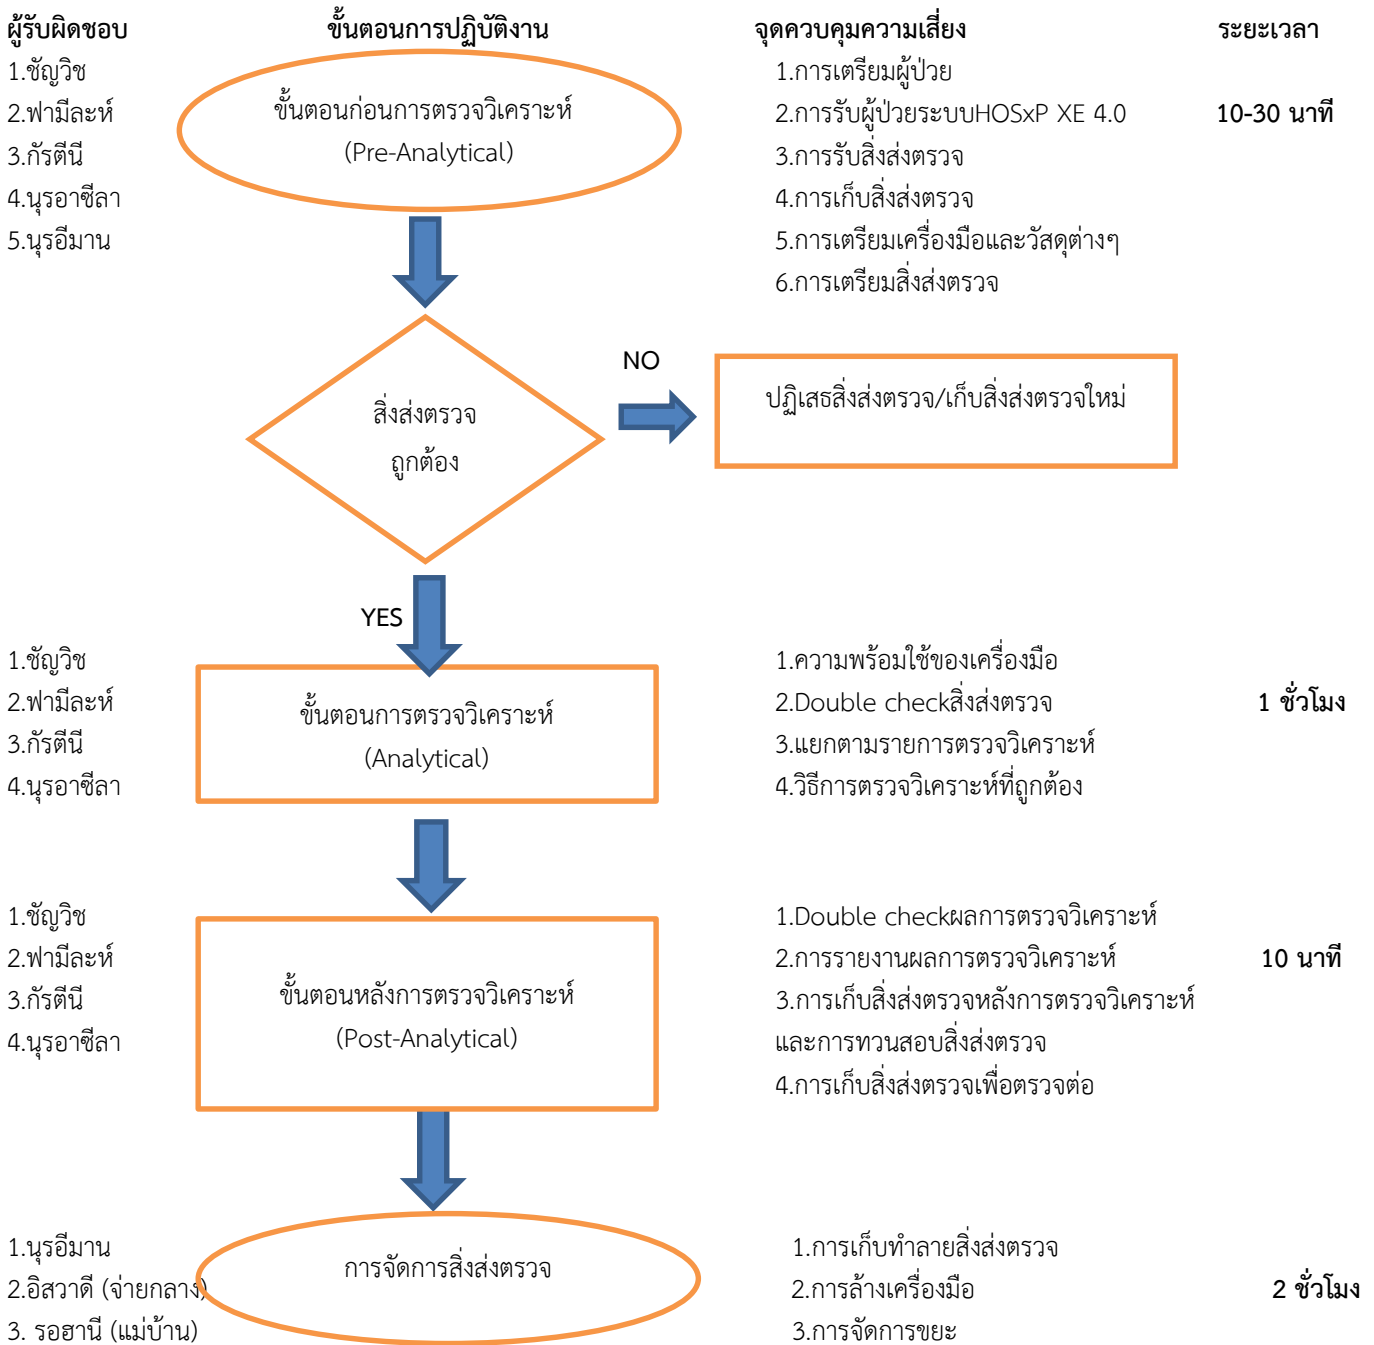 ผู้รับผิดชอบ ขั้นตอนการปฏิบัติงาน จุดควบคุมความเสี่ยง ระยะเวลา
1.ชัญวิช
2.ฟามีละห์
3.กัรตีนี
4.นุรอาซีลา
5.นุรอีมาน
ขั้นตอนก่อนการตรวจวิเคราะห์
(Pre-Analytical)
1.การเตรียมผู้ป่วย
2.การรับผู้ป่วยระบบHOSxP XE 4.0
3.การรับสิ่งส่งตรวจ
4.การเก็บสิ่งส่งตรวจ
5.การเตรียมเครื่องมือและวัสดุต่างๆ
6.การเตรียมสิ่งส่งตรวจ
10-30 นาที
สิ่งส่งตรวจ
ถูกต้อง
NO
ปฏิเสธสิ่งส่งตรวจ/เก็บสิ่งส่งตรวจใหม่
YES
1.ชัญวิช
2.ฟามีละห์
3.กัรตีนี
4.นุรอาซีลา
ขั้นตอนการตรวจวิเคราะห์
(Analytical)
1.ความพร้อมใช้ของเครื่องมือ
2.Double checkสิ่งส่งตรวจ
3.แยกตามรายการตรวจวิเคราะห์
4.วิธีการตรวจวิเคราะห์ที่ถูกต้อง
1 ชั่วโมง
1.ชัญวิช
2.ฟามีละห์
3.กัรตีนี
4.นุรอาซีลา
ขั้นตอนหลังการตรวจวิเคราะห์
(Post-Analytical)
1.Double checkผลการตรวจวิเคราะห์
2.การรายงานผลการตรวจวิเคราะห์
3.การเก็บสิ่งส่งตรวจหลังการตรวจวิเคราะห์
และการทวนสอบสิ่งส่งตรวจ
4.การเก็บสิ่งส่งตรวจเพื่อตรวจต่อ
10 นาที
1.นุรอีมาน
2.อิสวาดี (จ่ายกลาง)
3. รอฮานี (แม่บ้าน)
การจัดการสิ่งส่งตรวจ
1.การเก็บทำลายสิ่งส่งตรวจ
2.การล้างเครื่องมือ
3.การจัดการขยะ
2 ชั่วโมง